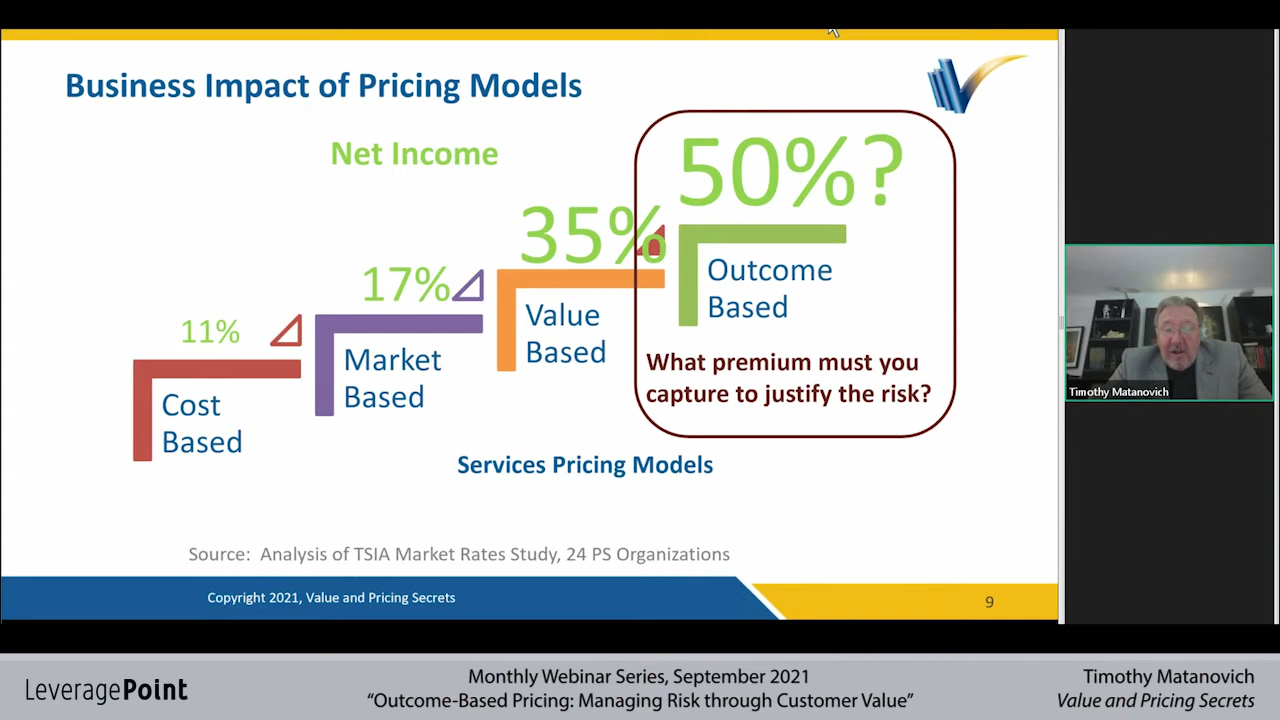 Business Impact of Pricing Models
Net Income
50%?
35%
17%
11%
Outcome
Based
Value
Based
Market
Based
Cost
Based
What premium must you
capture to justify the risk?
Services Pricing Models
Source: Analysis of TSIA Market Rates Study, 24 PS Organizations
Copyright 2021, Value and Pricing Secrets
9
Timothy Matanovich
LeveragePoint
Monthly Webinar Series, September 2021
“Outcome-Based Pricing: Managing Risk through Customer Value”
Timothy Matanovich
Value and Pricing Secrets